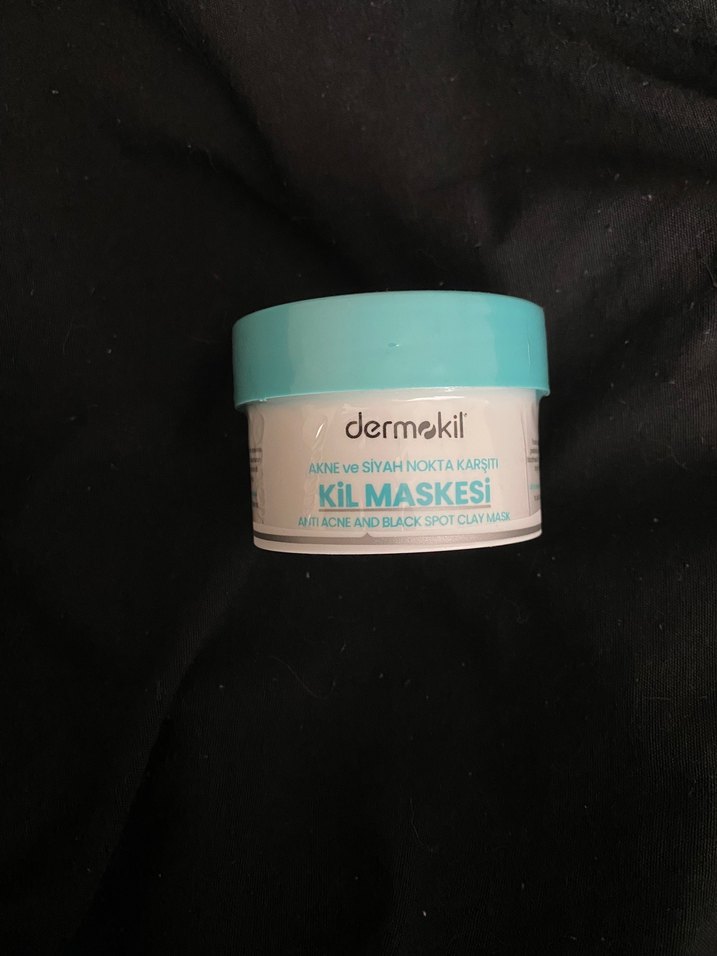 dermokil
AKNE ve SİYAH NOKTA KARŞITI
KİL MASKESİ
ANTI ACNE AND BLACK SPOT CLAY MASK